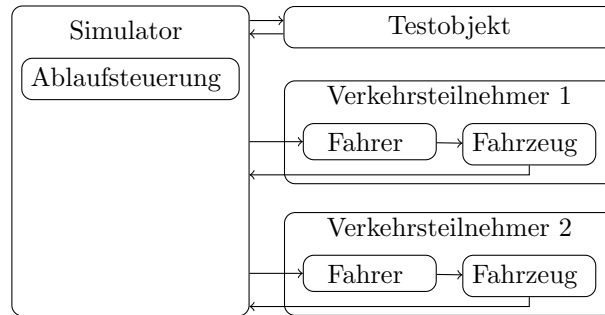 Simulator
Ablaufsteuerung
Testobjekt
Verkehrsteilnehmer 1
Fahrer
Fahrzeug
Verkehrsteilnehmer 2
Fahrer
Fahrzeug